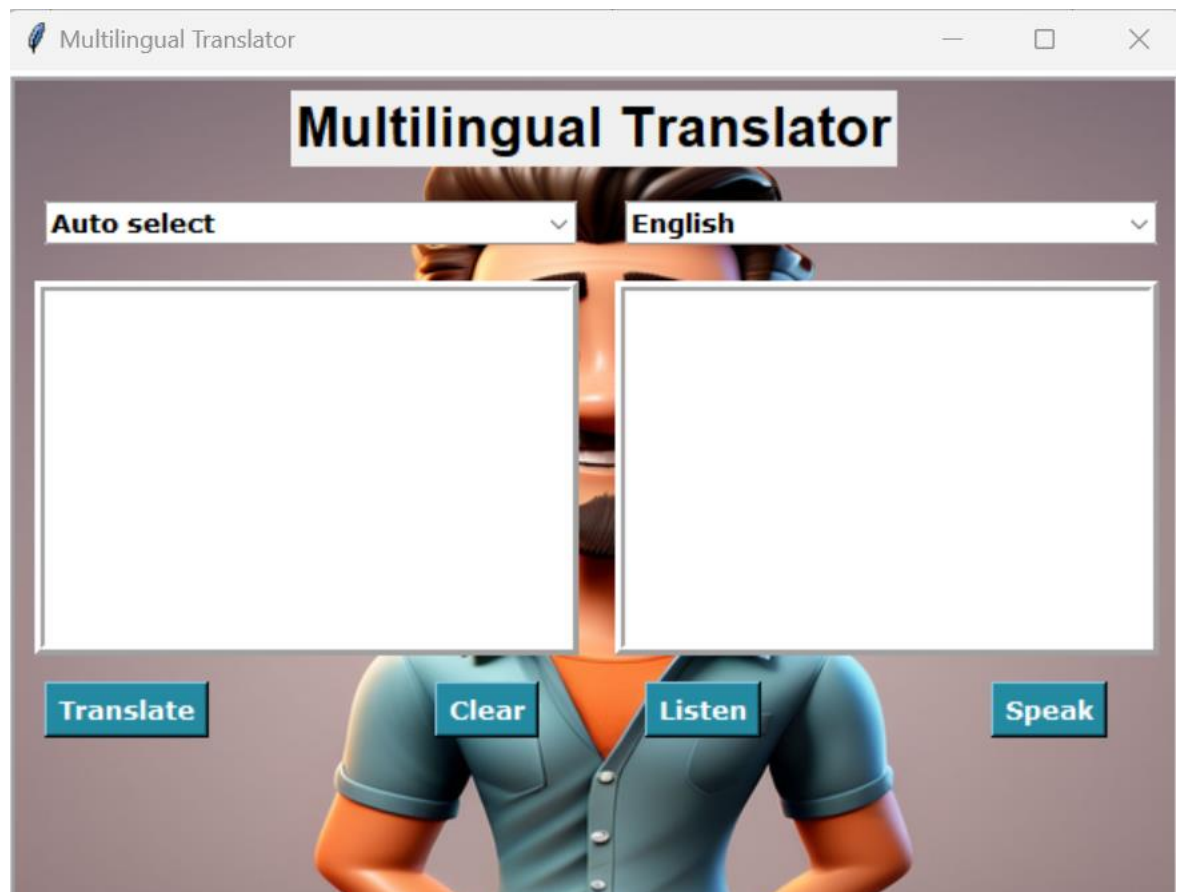 Multilingual Translator
Multilingual Translator
Auto select English
Translate Clear Listen Speak